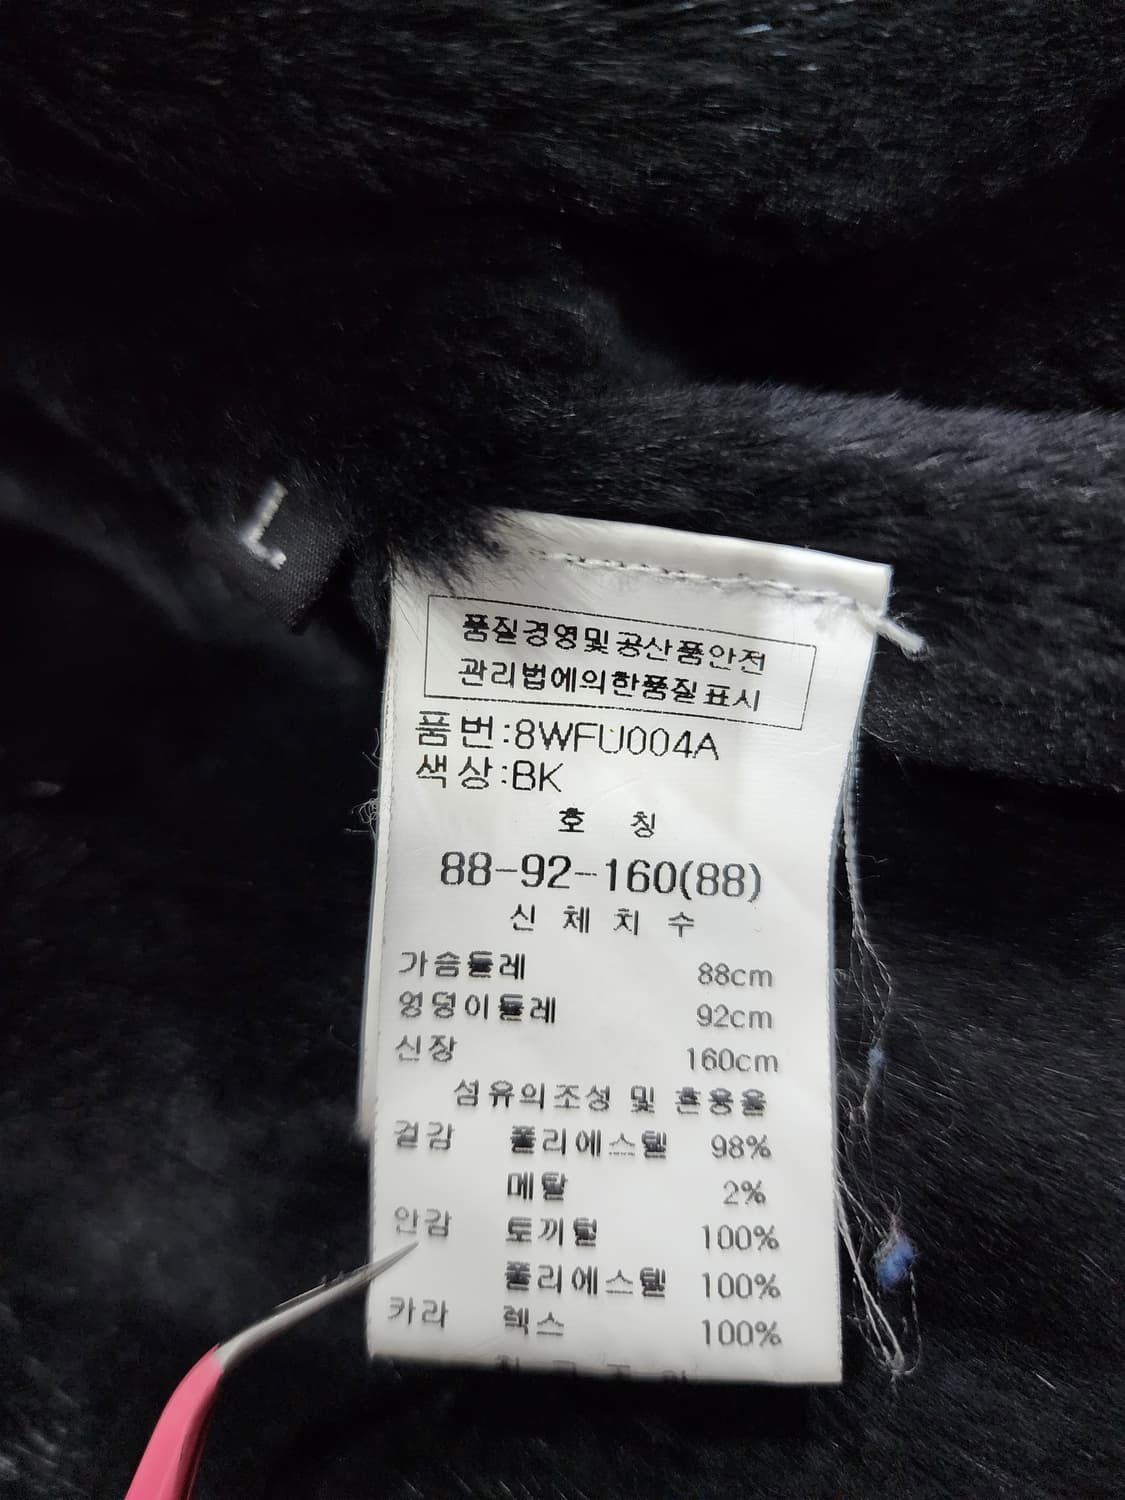 L
품질경영및공산품안전
관리법에의한품질표시
품번:8WFU004A
색상:BK
호 칭
88-92-160(88)
신 체 치 수
가슴둘레 88cm
엉덩이둘레 92cm
신장 160cm
섬유의조성 및 혼용율
겉감 폴리에스텔 98%
메탈 2%
안감 토끼털 100%
폴리에스텔 100%
카라 렉스 100%